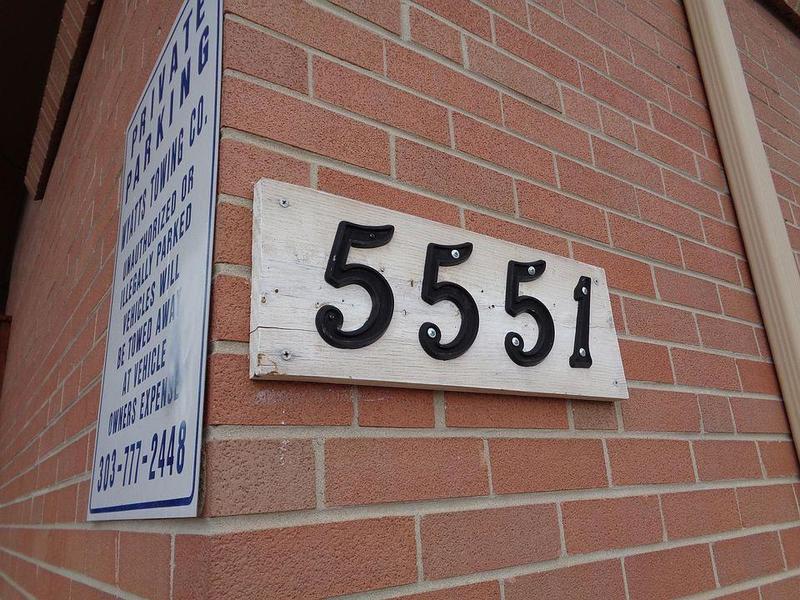 PRIVATE
PARKING
WYATTS TOWING CO.
UNAUTHORIZED OR
ILLEGALLY PARKED
VEHICLES WILL
BE TOWED AWAY
AT VEHICLE
OWNERS EXPENSE
303-777-2448
5551